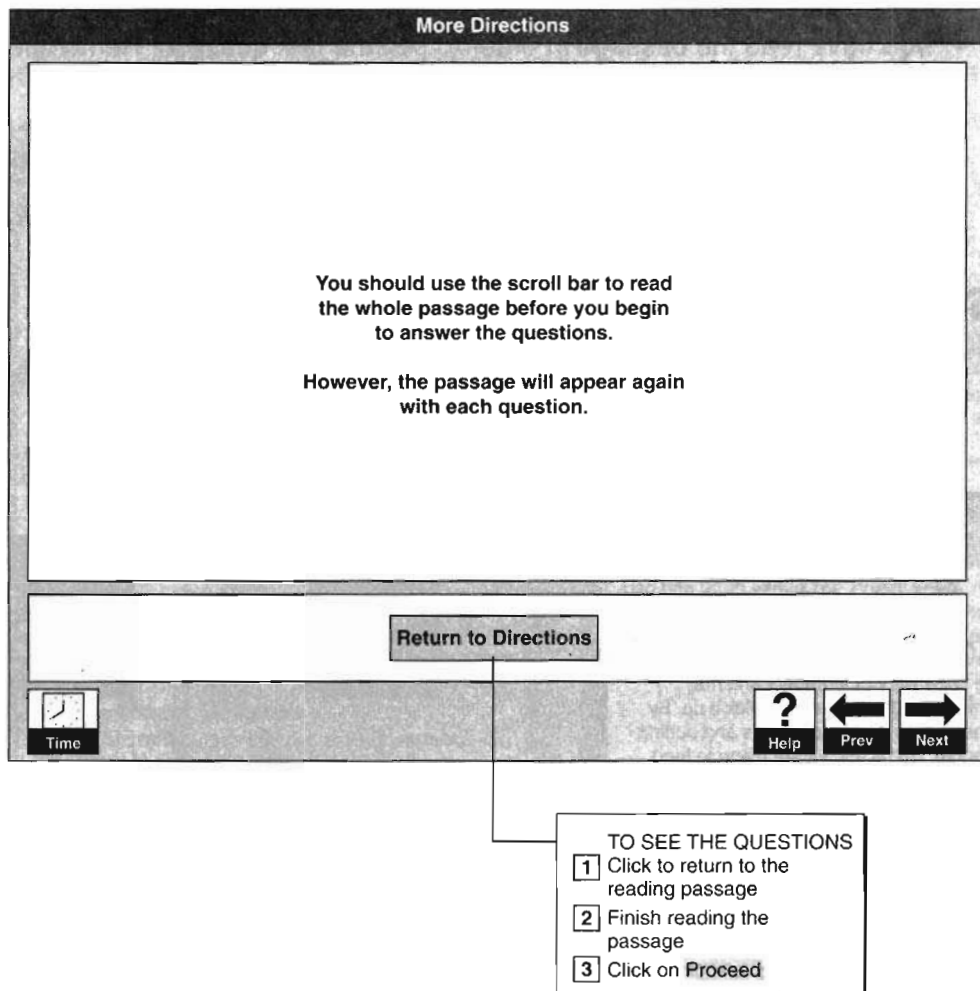 More Directions
You should use the scroll bar to read
the whole passage before you begin
to answer the questions.
However, the passage will appear again
with each question.
Return to Directions
Time
?
Help
Prev
Next
TO SEE THE QUESTIONS
1 Click to return to the
reading passage
2 Finish reading the
passage
3 Click on Proceed